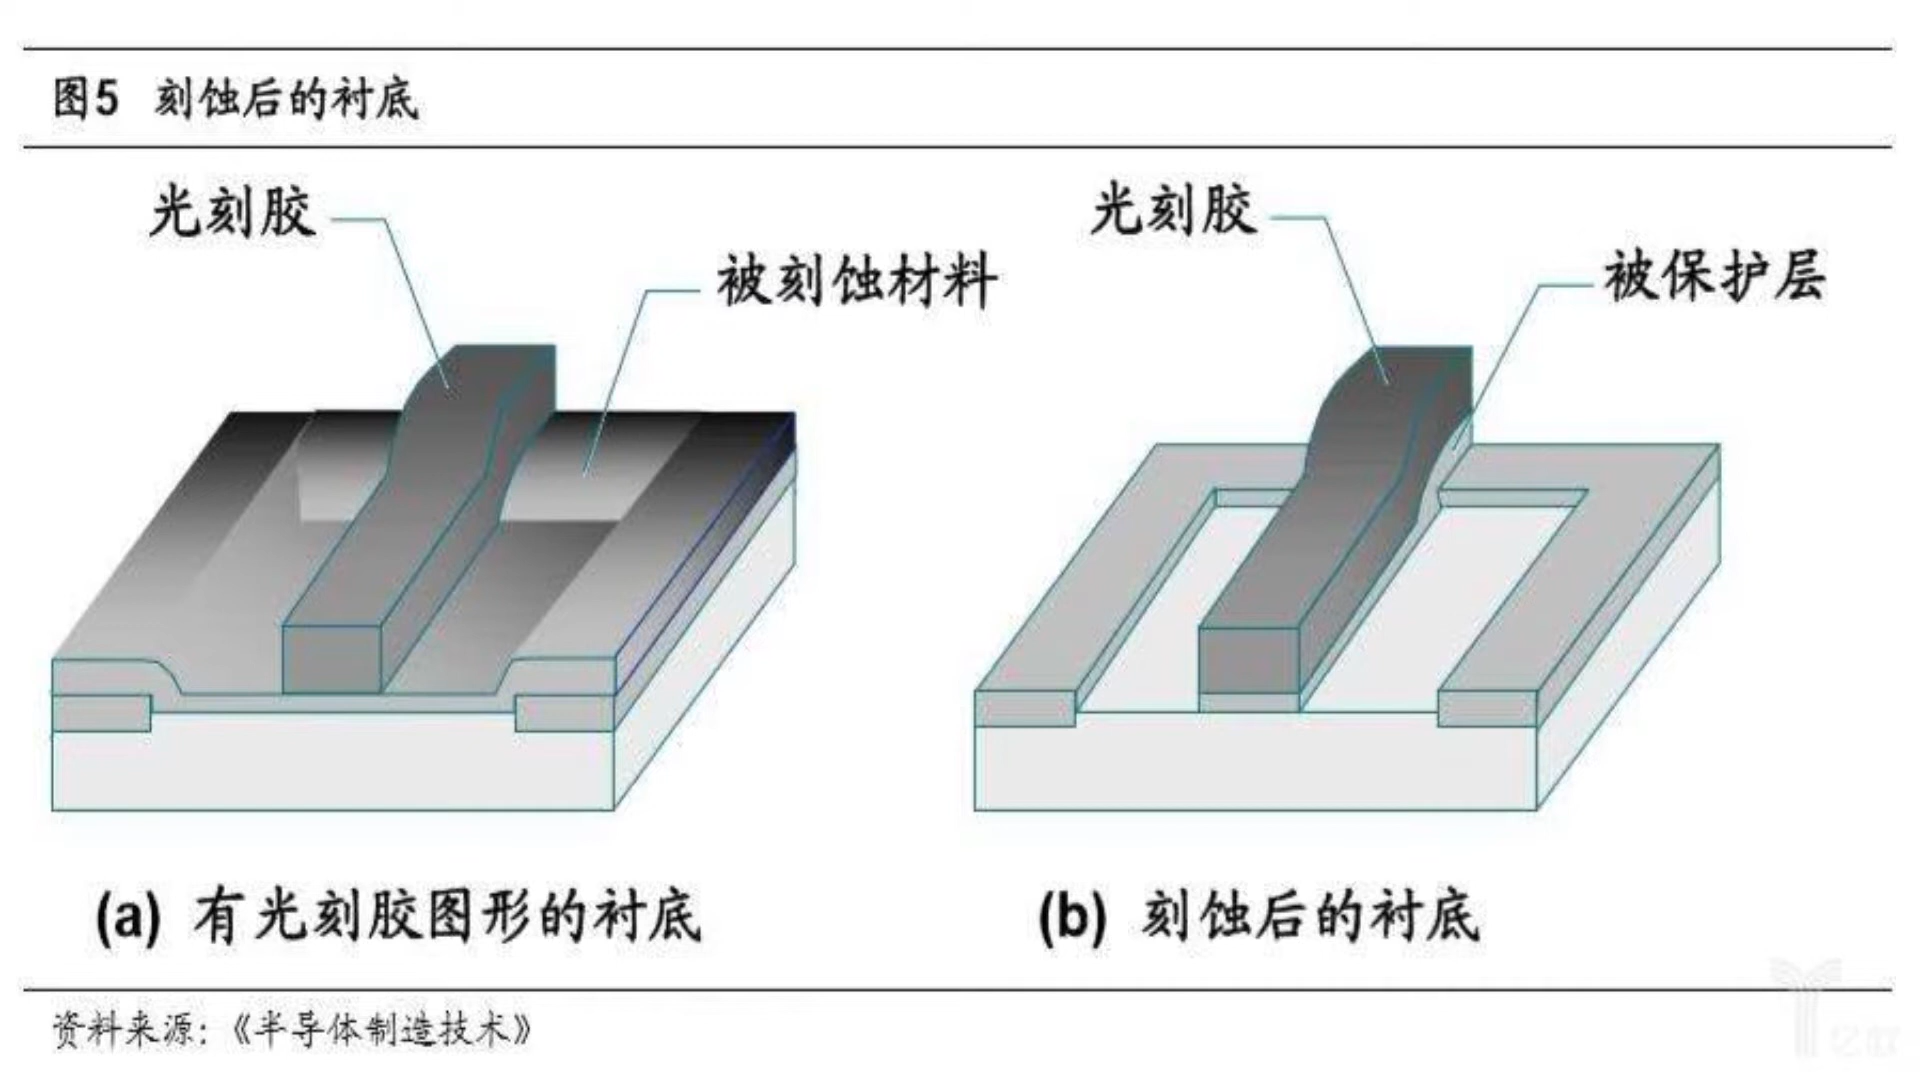 图5 刻蚀后的衬底
光刻胶
被刻蚀材料
光刻胶
被保护层
(a) 有光刻胶图形的衬底
(b) 刻蚀后的衬底
资料来源：《半导体制造技术》